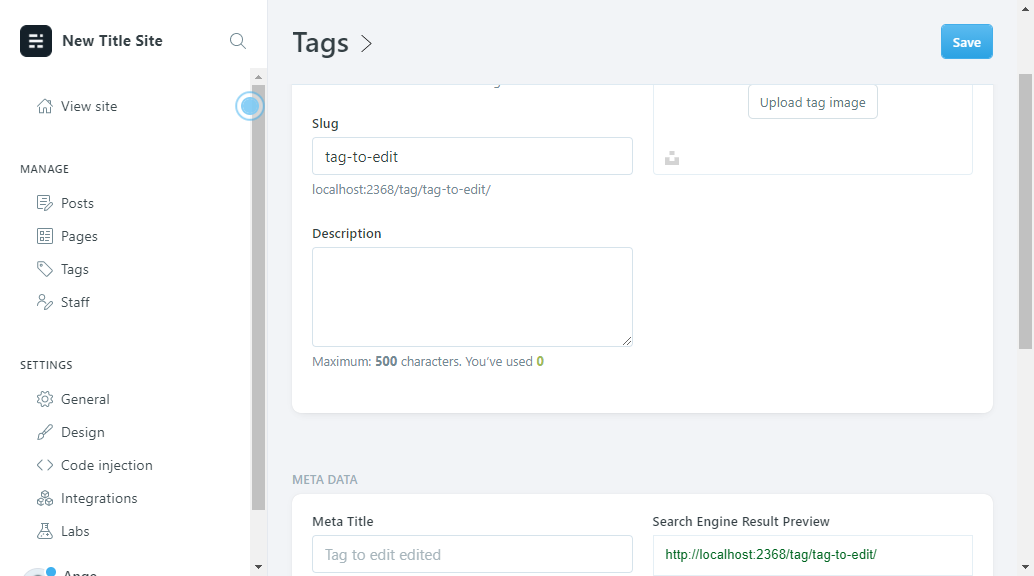 New Title Site
View site
MANAGE
Posts
Pages
Tags
Staff
SETTINGS
General
Design
Code injection
Integrations
Labs
Tags
Save
Upload tag image
Slug
tag-to-edit
localhost:2368/tag/tag-to-edit/
Description
Maximum: 500 characters. You’ve used 0
META DATA
Meta Title
Tag to edit edited
Search Engine Result Preview
http://localhost:2368/tag/tag-to-edit/